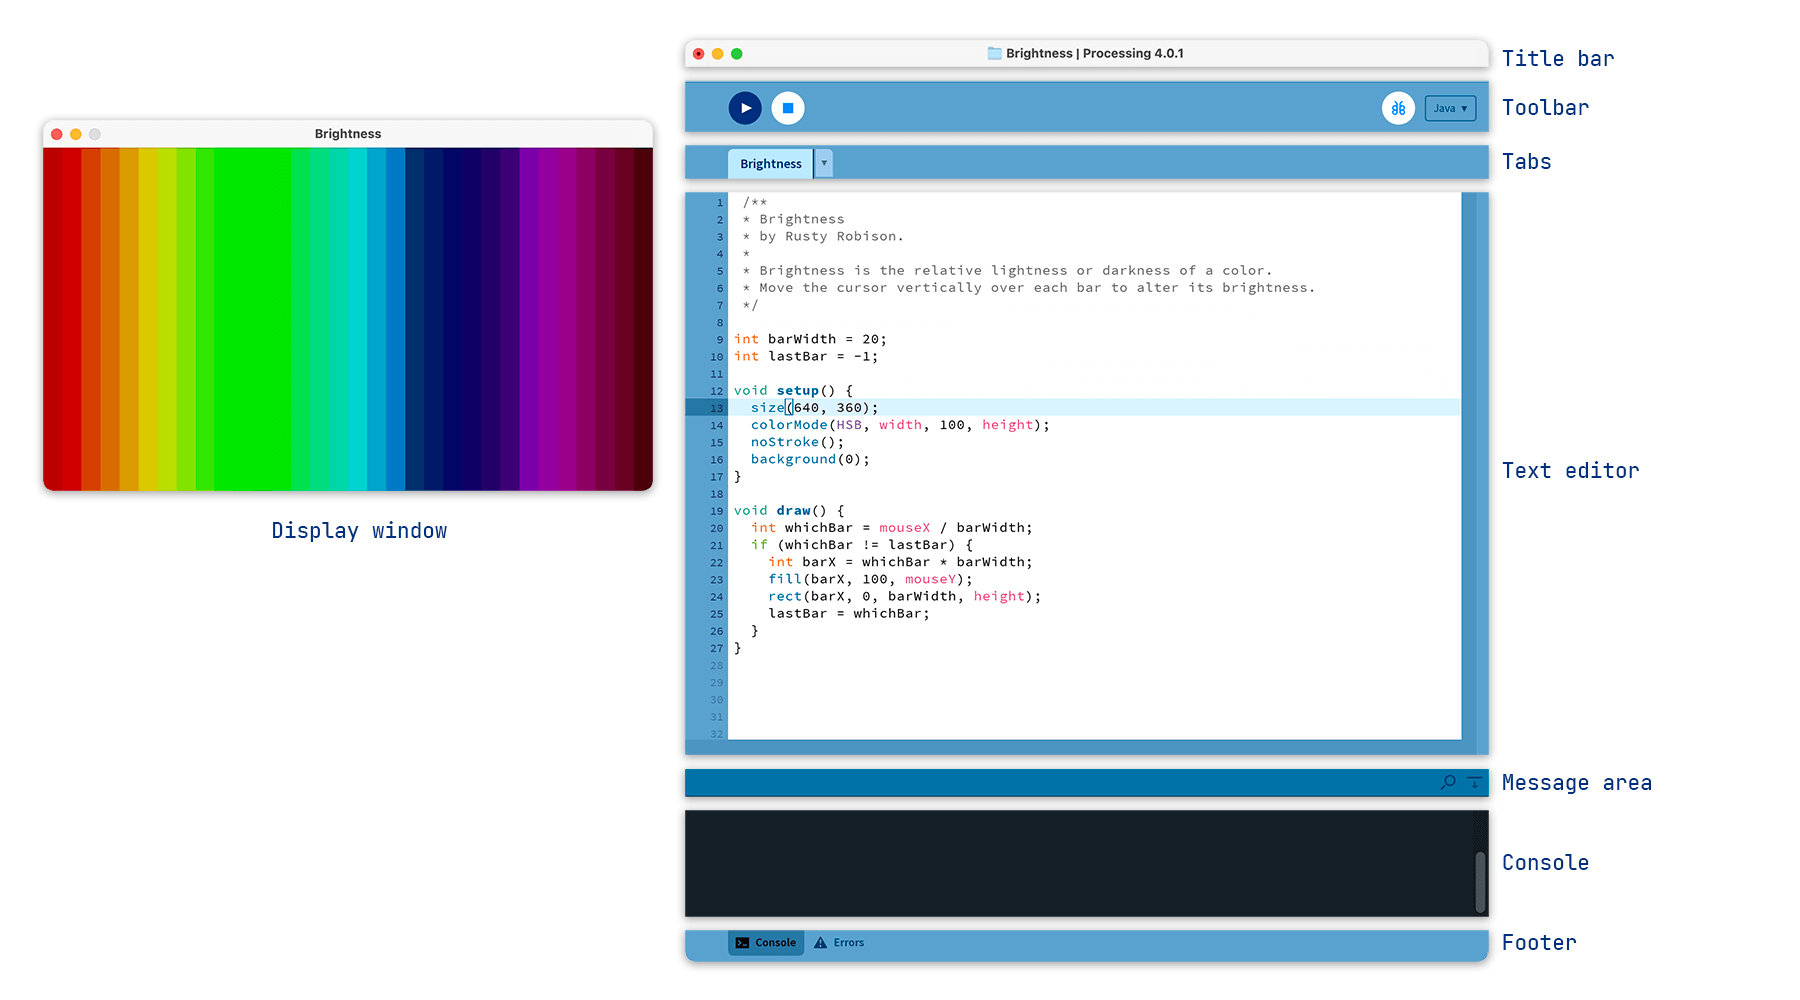 Brightness
Display window
Brightness | Processing 4.0.1
Title bar
Java ▼
Toolbar
Brightness ▼
Tabs
1 /**
2 * Brightness
3 * by Rusty Robison.
4 *
5 * Brightness is the relative lightness or darkness of a color.
6 * Move the cursor vertically over each bar to alter its brightness.
7 */
8
9 int barWidth = 20;
10 int lastBar = -1;
11
12 void setup() {
13 size(640, 360);
14 colorMode(HSB, width, 100, height);
15 noStroke();
16 background(0);
17 }
18
19 void draw() {
20 int whichBar = mouseX / barWidth;
21 if (whichBar != lastBar) {
22 int barX = whichBar * barWidth;
23 fill(barX, 100, mouseY);
24 rect(barX, 0, barWidth, height);
25 lastBar = whichBar;
26 }
27 }
28
29
30
31
32
Text editor
Message area
Console
Console
Errors
Footer